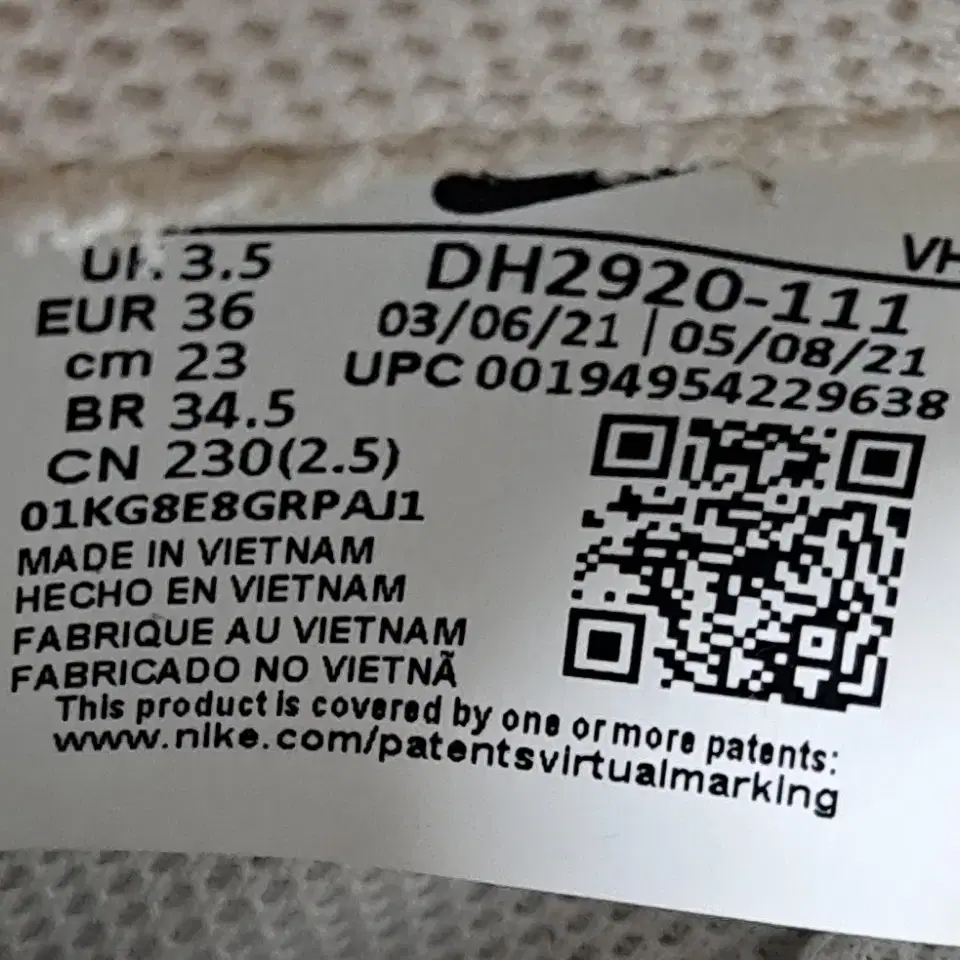 UK 3.5
EUR 36
cm 23
BR 34.5
CN 230(2.5)
01KG8E8GRPAJ1
VH
DH2920-111
03/06/21 | 05/08/21
UPC 00194954229638
MADE IN VIETNAM
HECHO EN VIETNAM
FABRIQUE AU VIETNAM
FABRICADO NO VIETNÃ
This product is covered by one or more patents:
www.nike.com/patentsvirtualmarking